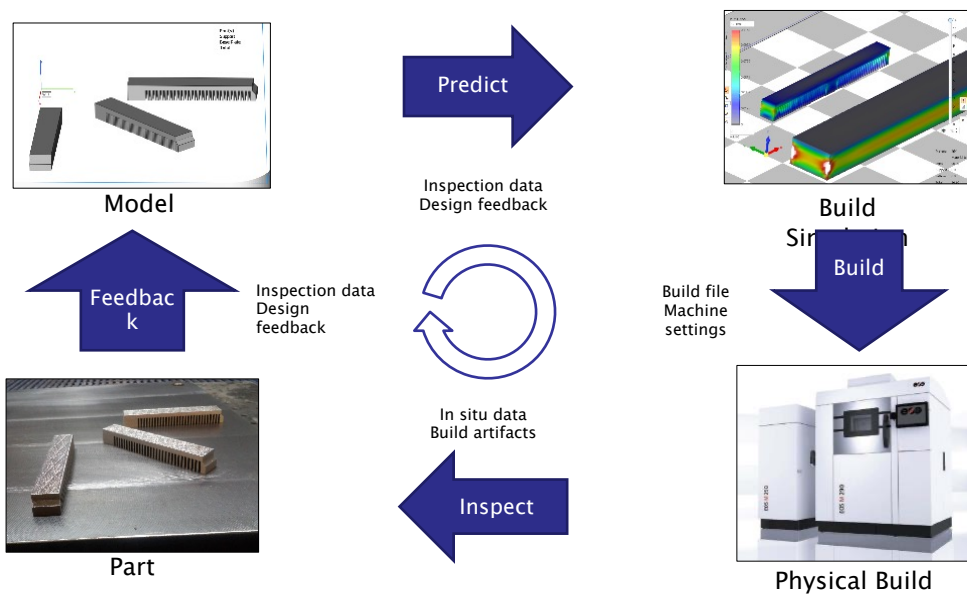 Predict
Model
Inspection data
Design feedback
Build
Build
Feedbac
k
Inspection data
Design
feedback
Build file
Machine
settings
In situ data
Build artifacts
Inspect
Part
Physical Build